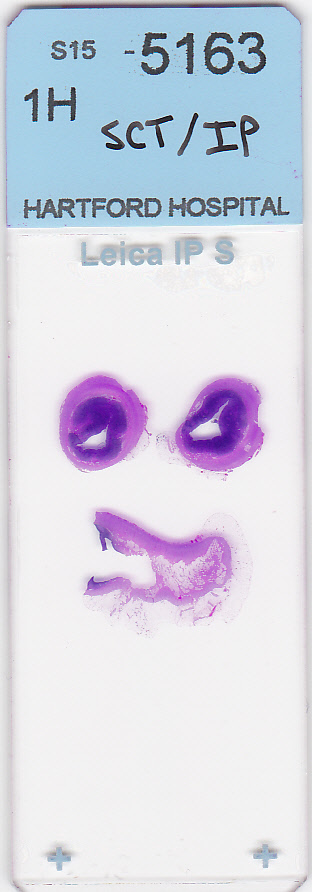 S15 -5163
1H
SCT/IP
HARTFORD HOSPITAL
Leica IP S